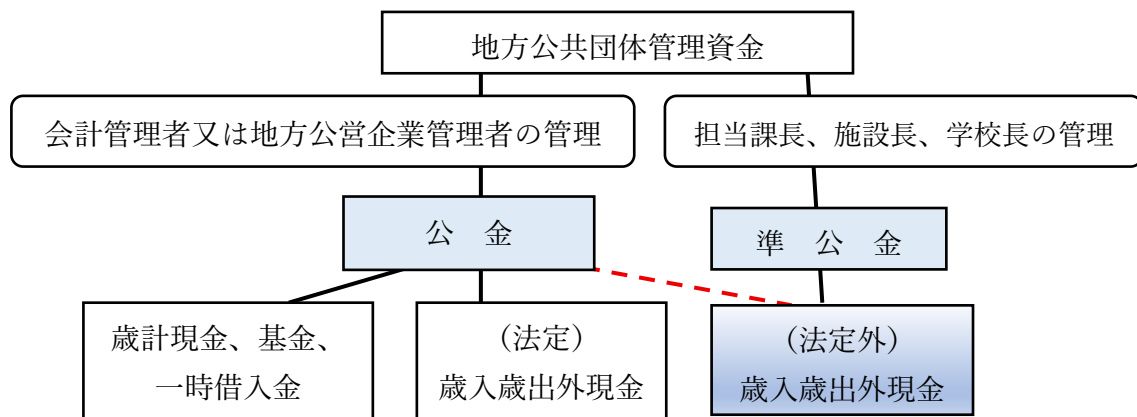 地方公共団体管理資金
会計管理者又は地方公営企業管理者の管理
担当課長、施設長、学校長の管理
公　金
準　公　金
歳計現金、基金、
一時借入金
（法定）
歳入歳出外現金
（法定外）
歳入歳出外現金